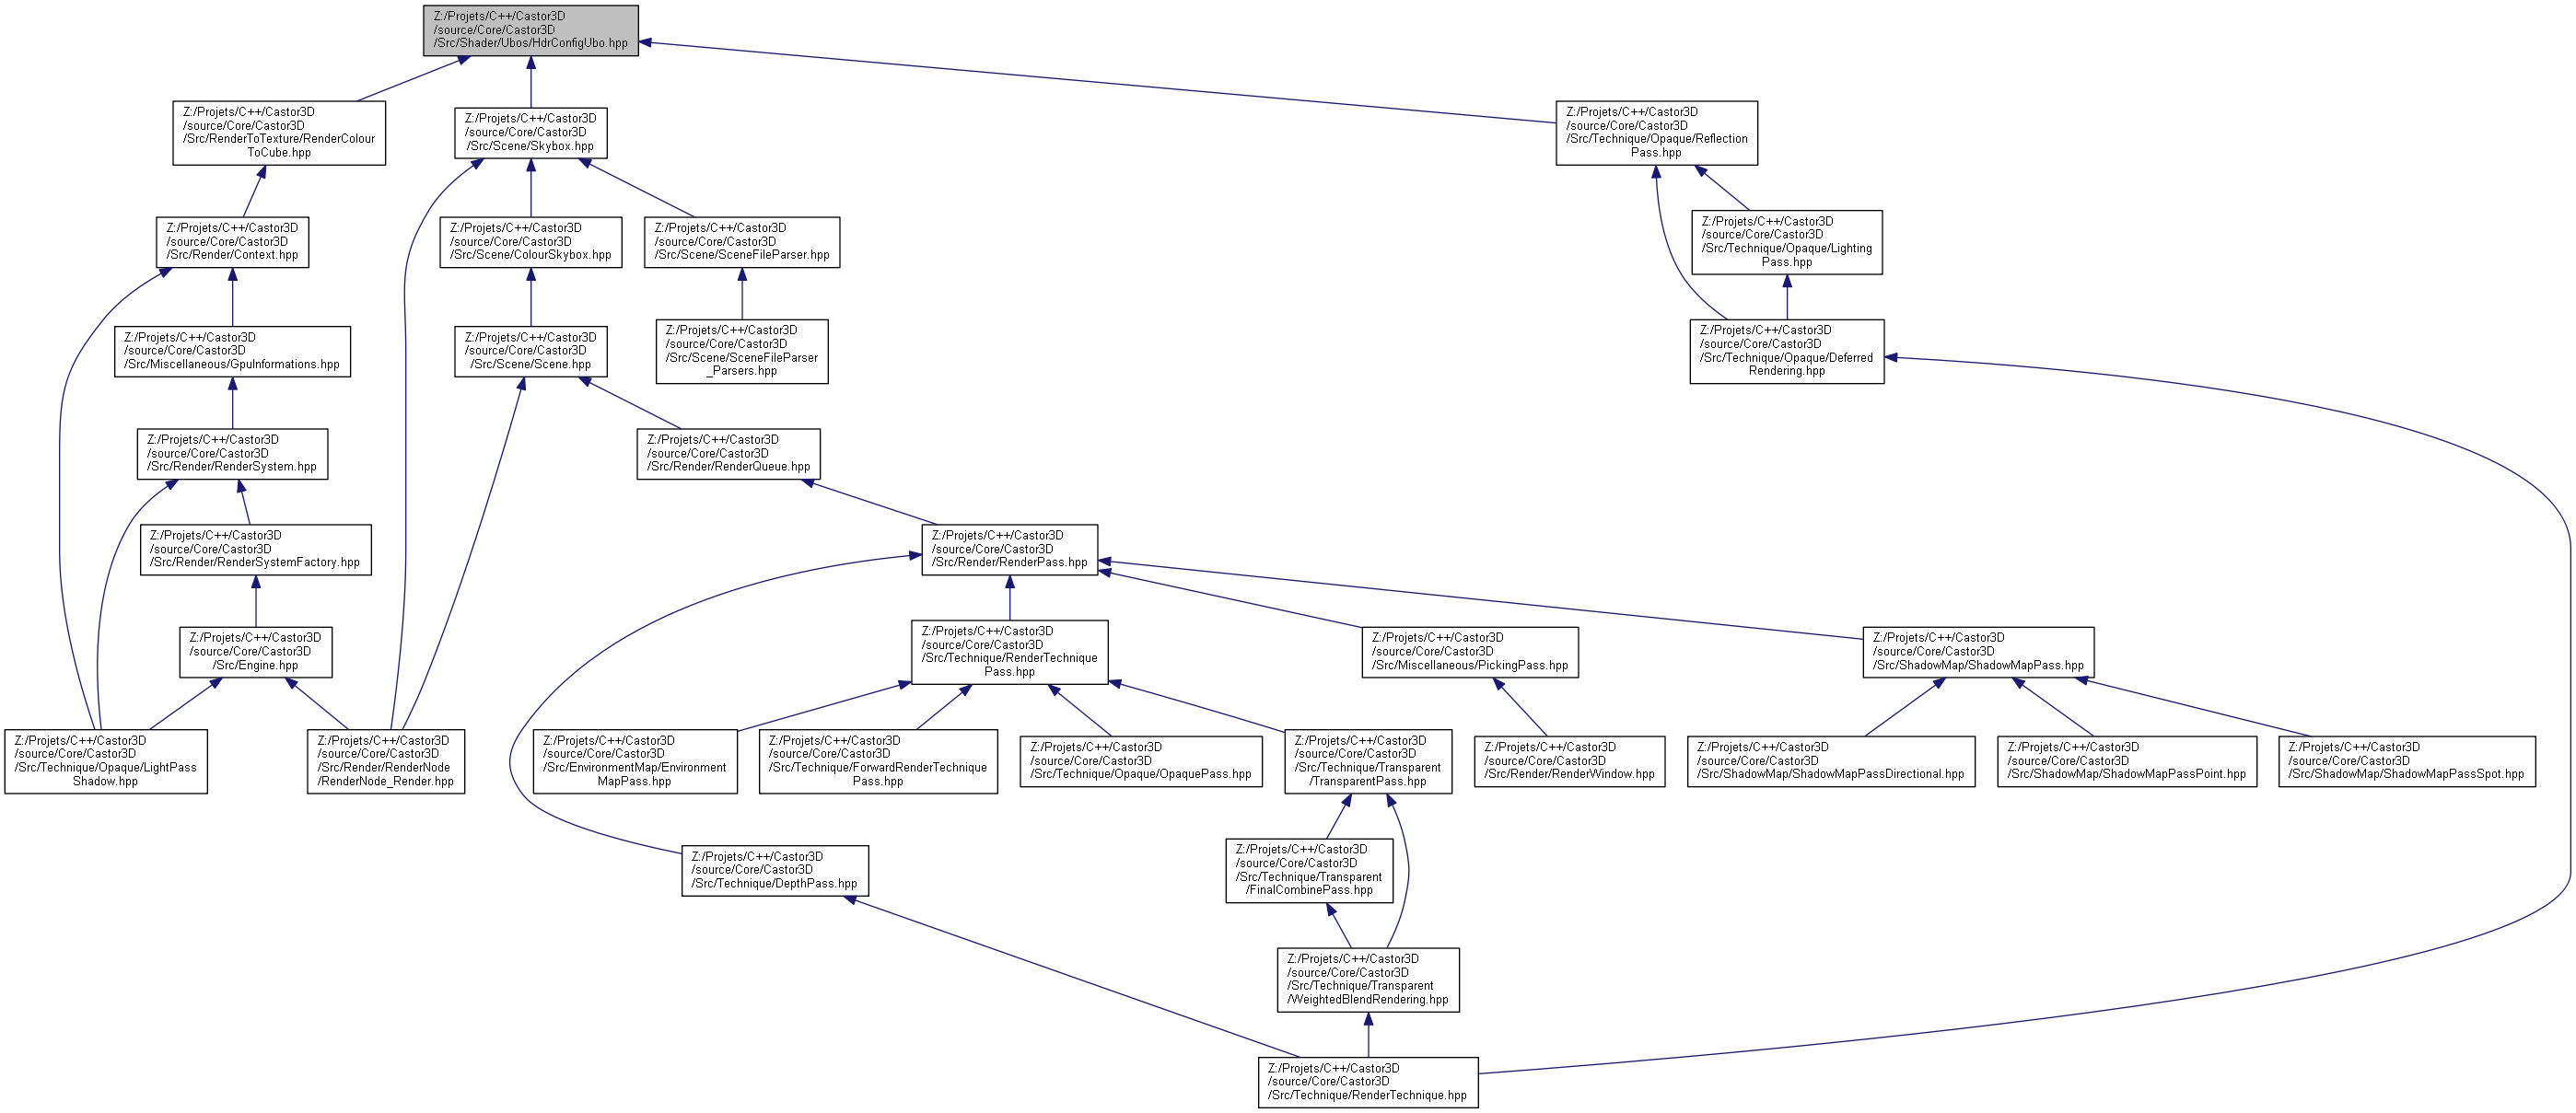 Z:/Projets/C++/Castor3D
/source/Core/Castor3D
/Src/Shader/Ubos/HdrConfigUbo.hpp
Z:/Projets/C++/Castor3D
/source/Core/Castor3D
/Src/RenderToTexture/RenderColour
ToCube.hpp
Z:/Projets/C++/Castor3D
/source/Core/Castor3D
/Src/Scene/Skybox.hpp
Z:/Projets/C++/Castor3D
/source/Core/Castor3D
/Src/Technique/Opaque/Reflection
Pass.hpp
Z:/Projets/C++/Castor3D
/source/Core/Castor3D
/Src/Render/Context.hpp
Z:/Projets/C++/Castor3D
/source/Core/Castor3D
/Src/Scene/ColourSkybox.hpp
Z:/Projets/C++/Castor3D
/source/Core/Castor3D
/Src/Scene/SceneFileParser.hpp
Z:/Projets/C++/Castor3D
/source/Core/Castor3D
/Src/Technique/Opaque/Lighting
Pass.hpp
Z:/Projets/C++/Castor3D
/source/Core/Castor3D
/Src/Miscellaneous/GpuInformations.hpp
Z:/Projets/C++/Castor3D
/source/Core/Castor3D
/Src/Scene/Scene.hpp
Z:/Projets/C++/Castor3D
/source/Core/Castor3D
/Src/Scene/SceneFileParser
_Parsers.hpp
Z:/Projets/C++/Castor3D
/source/Core/Castor3D
/Src/Technique/Opaque/Deferred
Rendering.hpp
Z:/Projets/C++/Castor3D
/source/Core/Castor3D
/Src/Render/RenderSystem.hpp
Z:/Projets/C++/Castor3D
/source/Core/Castor3D
/Src/Render/RenderQueue.hpp
Z:/Projets/C++/Castor3D
/source/Core/Castor3D
/Src/Render/RenderSystemFactory.hpp
Z:/Projets/C++/Castor3D
/source/Core/Castor3D
/Src/Render/RenderPass.hpp
Z:/Projets/C++/Castor3D
/source/Core/Castor3D
/Src/Engine.hpp
Z:/Projets/C++/Castor3D
/source/Core/Castor3D
/Src/Technique/RenderTechnique
Pass.hpp
Z:/Projets/C++/Castor3D
/source/Core/Castor3D
/Src/Miscellaneous/PickingPass.hpp
Z:/Projets/C++/Castor3D
/source/Core/Castor3D
/Src/ShadowMap/ShadowMapPass.hpp
Z:/Projets/C++/Castor3D
/source/Core/Castor3D
/Src/Technique/Opaque/LightPass
Shadow.hpp
Z:/Projets/C++/Castor3D
/source/Core/Castor3D
/Src/Render/RenderNode
/RenderNode_Render.hpp
Z:/Projets/C++/Castor3D
/source/Core/Castor3D
/Src/EnvironmentMap/Environment
MapPass.hpp
Z:/Projets/C++/Castor3D
/source/Core/Castor3D
/Src/Technique/ForwardRenderTechnique
Pass.hpp
Z:/Projets/C++/Castor3D
/source/Core/Castor3D
/Src/Technique/Opaque/OpaquePass.hpp
Z:/Projets/C++/Castor3D
/source/Core/Castor3D
/Src/Technique/Transparent
/TransparentPass.hpp
Z:/Projets/C++/Castor3D
/source/Core/Castor3D
/Src/Render/RenderWindow.hpp
Z:/Projets/C++/Castor3D
/source/Core/Castor3D
/Src/ShadowMap/ShadowMapPassDirectional.hpp
Z:/Projets/C++/Castor3D
/source/Core/Castor3D
/Src/ShadowMap/ShadowMapPassPoint.hpp
Z:/Projets/C++/Castor3D
/source/Core/Castor3D
/Src/ShadowMap/ShadowMapPassSpot.hpp
Z:/Projets/C++/Castor3D
/source/Core/Castor3D
/Src/Technique/DepthPass.hpp
Z:/Projets/C++/Castor3D
/source/Core/Castor3D
/Src/Technique/Transparent
/FinalCombinePass.hpp
Z:/Projets/C++/Castor3D
/source/Core/Castor3D
/Src/Technique/Transparent
/WeightedBlendRendering.hpp
Z:/Projets/C++/Castor3D
/source/Core/Castor3D
/Src/Technique/RenderTechnique.hpp